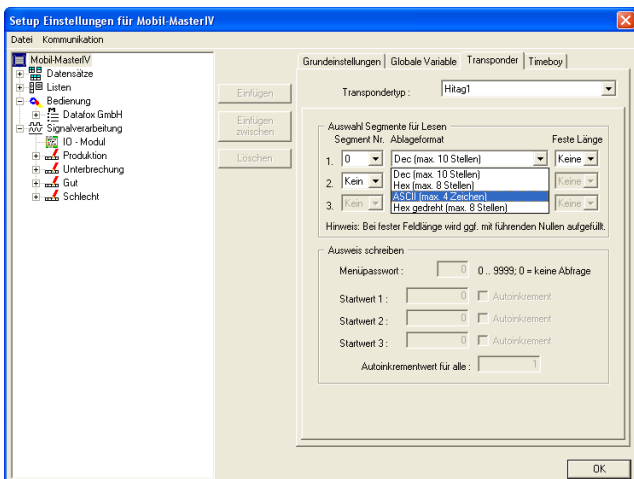 Setup Einstellungen für Mobil-MasterIV
Datei Kommunikation
Mobil-MasterIV
Datensätze
Listen
Bedienung
Datafox GmbH
Signalverarbeitung
IO - Modul
Produktion
Unterbrechung
Gut
Schlecht
Einfügen
Einfügen
zwischen
Löschen
Grundeinstellungen Globale Variable Transponder Timeboy
Transpondertyp : Hitag1
Auswahl Segmente für Lesen
Segment Nr. Ablageformat Feste Länge
1. 0 Dec (max. 10 Stellen) Keine
Dec (max. 10 Stellen)
2. Kein Hex (max. 8 Stellen) Keine
ASCII (max. 4 Zeichen)
3. Kein Hex gedreht (max. 8 Stellen) Keine
Hinweis: Bei fester Feldlänge wird ggf. mit führenden Nullen aufgefüllt.
Ausweis schreiben
Menüpasswort : 0 0 .. 9999; 0 = keine Abfrage
Startwert 1 : 0 Autoinkrement
Startwert 2 : 0 Autoinkrement
Startwert 3 : 0 Autoinkrement
Autoinkrementwert für alle : 1
OK